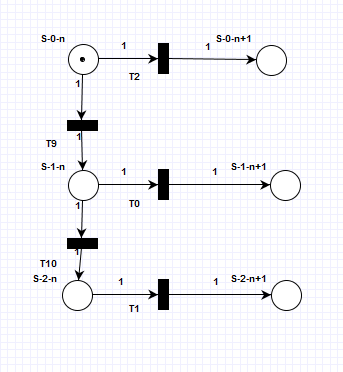 S-0-n
1
1
S-0-n+1
T2
1
T9
1
S-1-n
1
1
S-1-n+1
T0
1
1
T10
S-2-n
1
1
S-2-n+1
T1